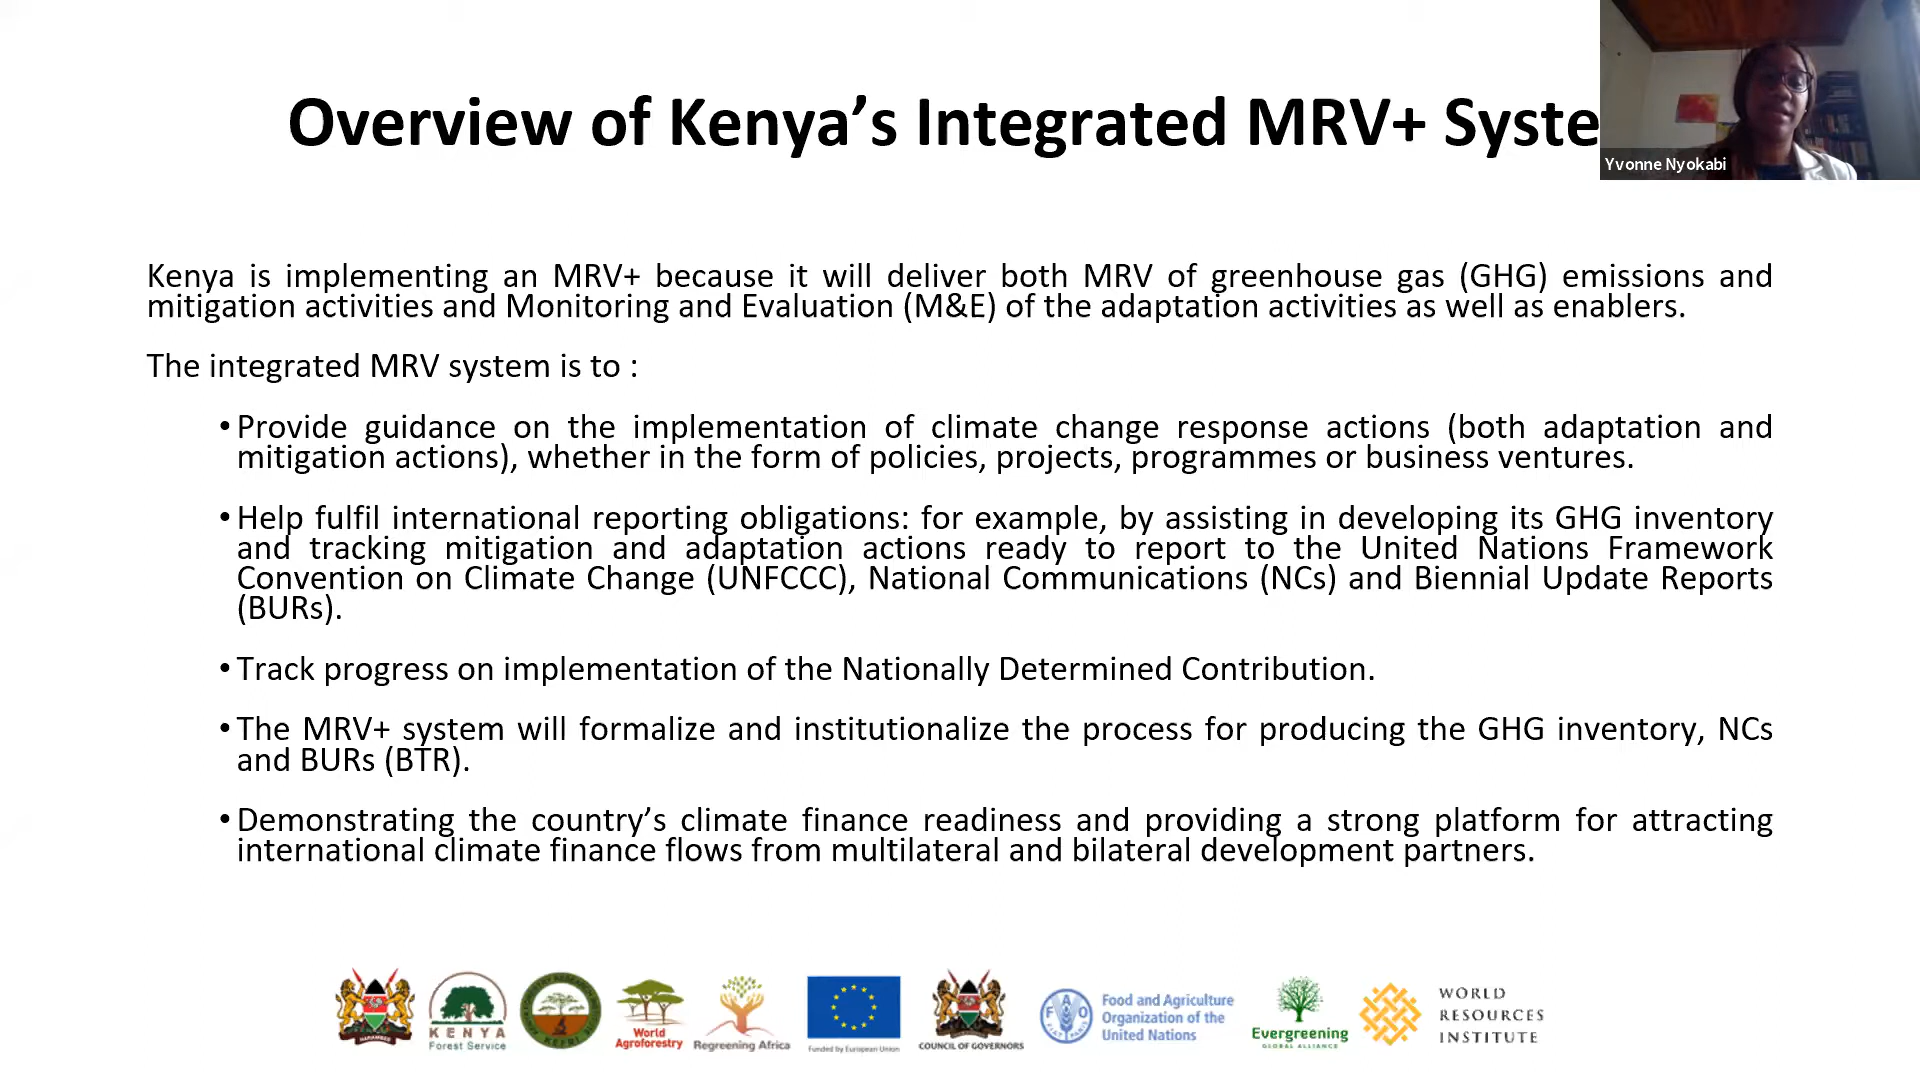 Overview of Kenya’s Integrated MRV+ Syste
Yvonne Nyokabi
Kenya is implementing an MRV+ because it will deliver both MRV of greenhouse gas (GHG) emissions and
mitigation activities and Monitoring and Evaluation (M&E) of the adaptation activities as well as enablers.
The integrated MRV system is to :
•Provide guidance on the implementation of climate change response actions (both adaptation and
mitigation actions), whether in the form of policies, projects, programmes or business ventures.
•Help fulfil international reporting obligations: for example, by assisting in developing its GHG inventory
and tracking mitigation and adaptation actions ready to report to the United Nations Framework
Convention on Climate Change (UNFCCC), National Communications (NCs) and Biennial Update Reports
(BURs).
•Track progress on implementation of the Nationally Determined Contribution.
•The MRV+ system will formalize and institutionalize the process for producing the GHG inventory, NCs
and BURs (BTR).
•Demonstrating the country’s climate finance readiness and providing a strong platform for attracting
international climate finance flows from multilateral and bilateral development partners.
HARAMBEE
KENYA
Forest Service
KEFRI
World
Agroforestry
Regreening Africa
Funded by European Union
COUNCIL OF GOVERNORS
FAO
FIAT PANIS
Food and Agriculture
Organization of the
United Nations
Evergreening
GLOBAL ALLIANCE
WORLD
RESOURCES
INSTITUTE